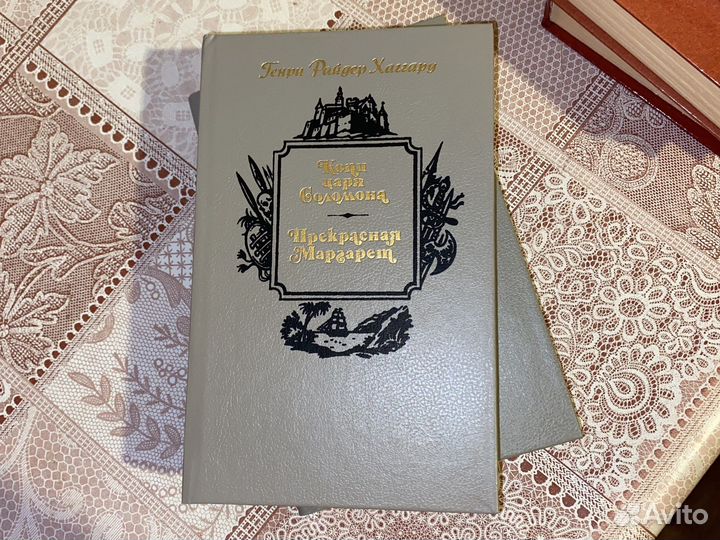 Генри Райдер Хаггард
Копи
царя
Соломона
Прекрасная
Маргарет
Avito